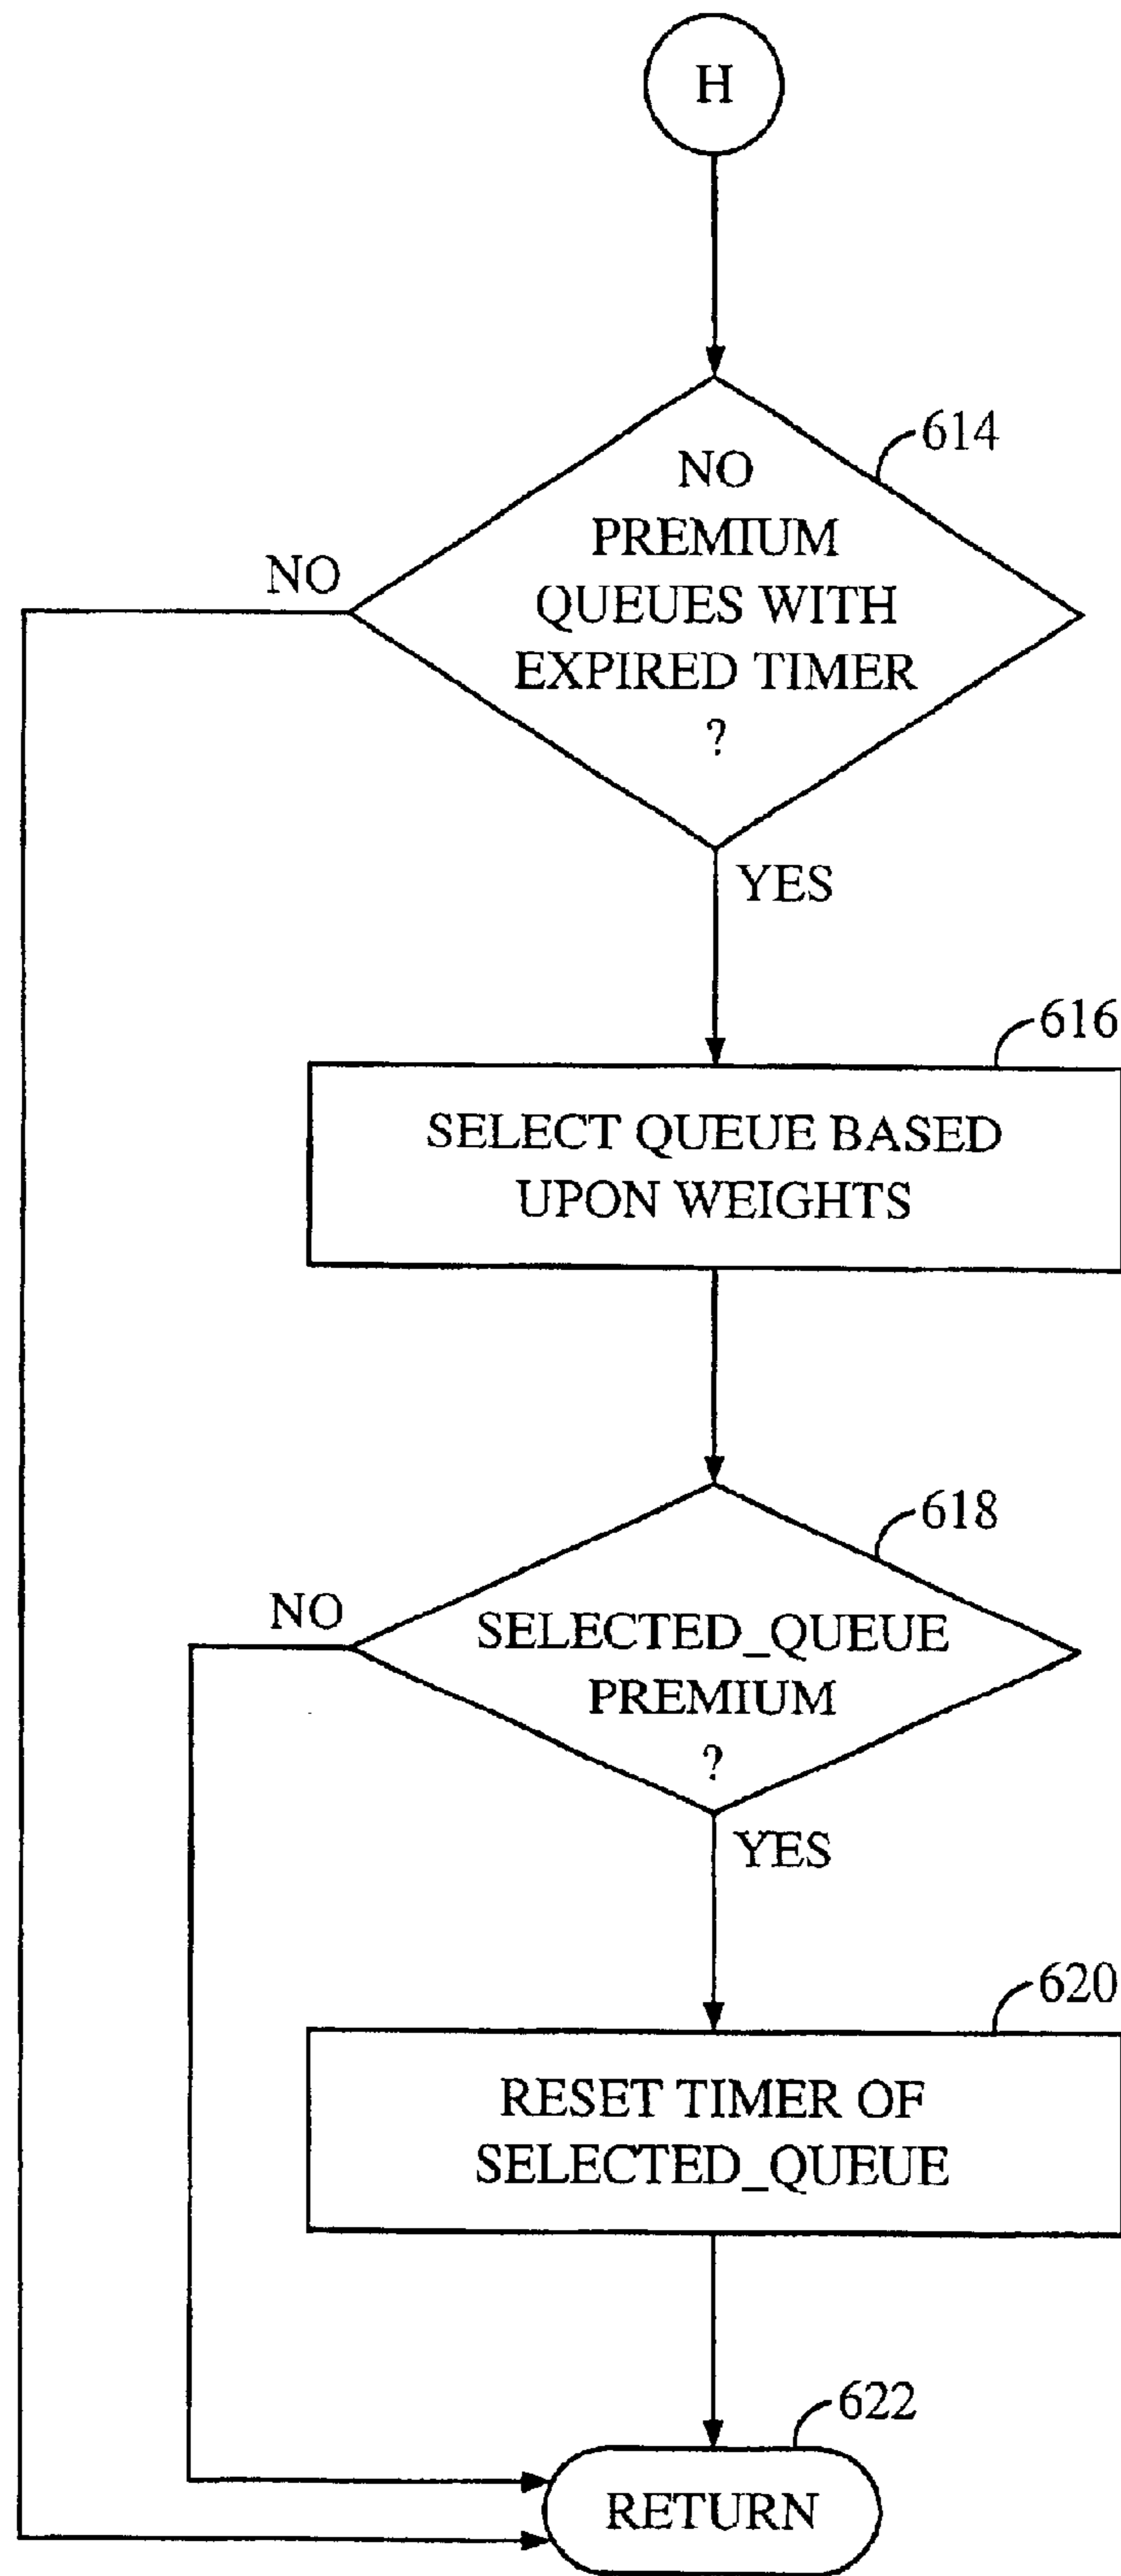 H
614
NO
PREMIUM
QUEUES WITH
EXPIRED TIMER
?
NO
YES
616
SELECT QUEUE BASED
UPON WEIGHTS
618
NO
SELECTED_QUEUE
PREMIUM
?
YES
620
RESET TIMER OF
SELECTED_QUEUE
622
RETURN